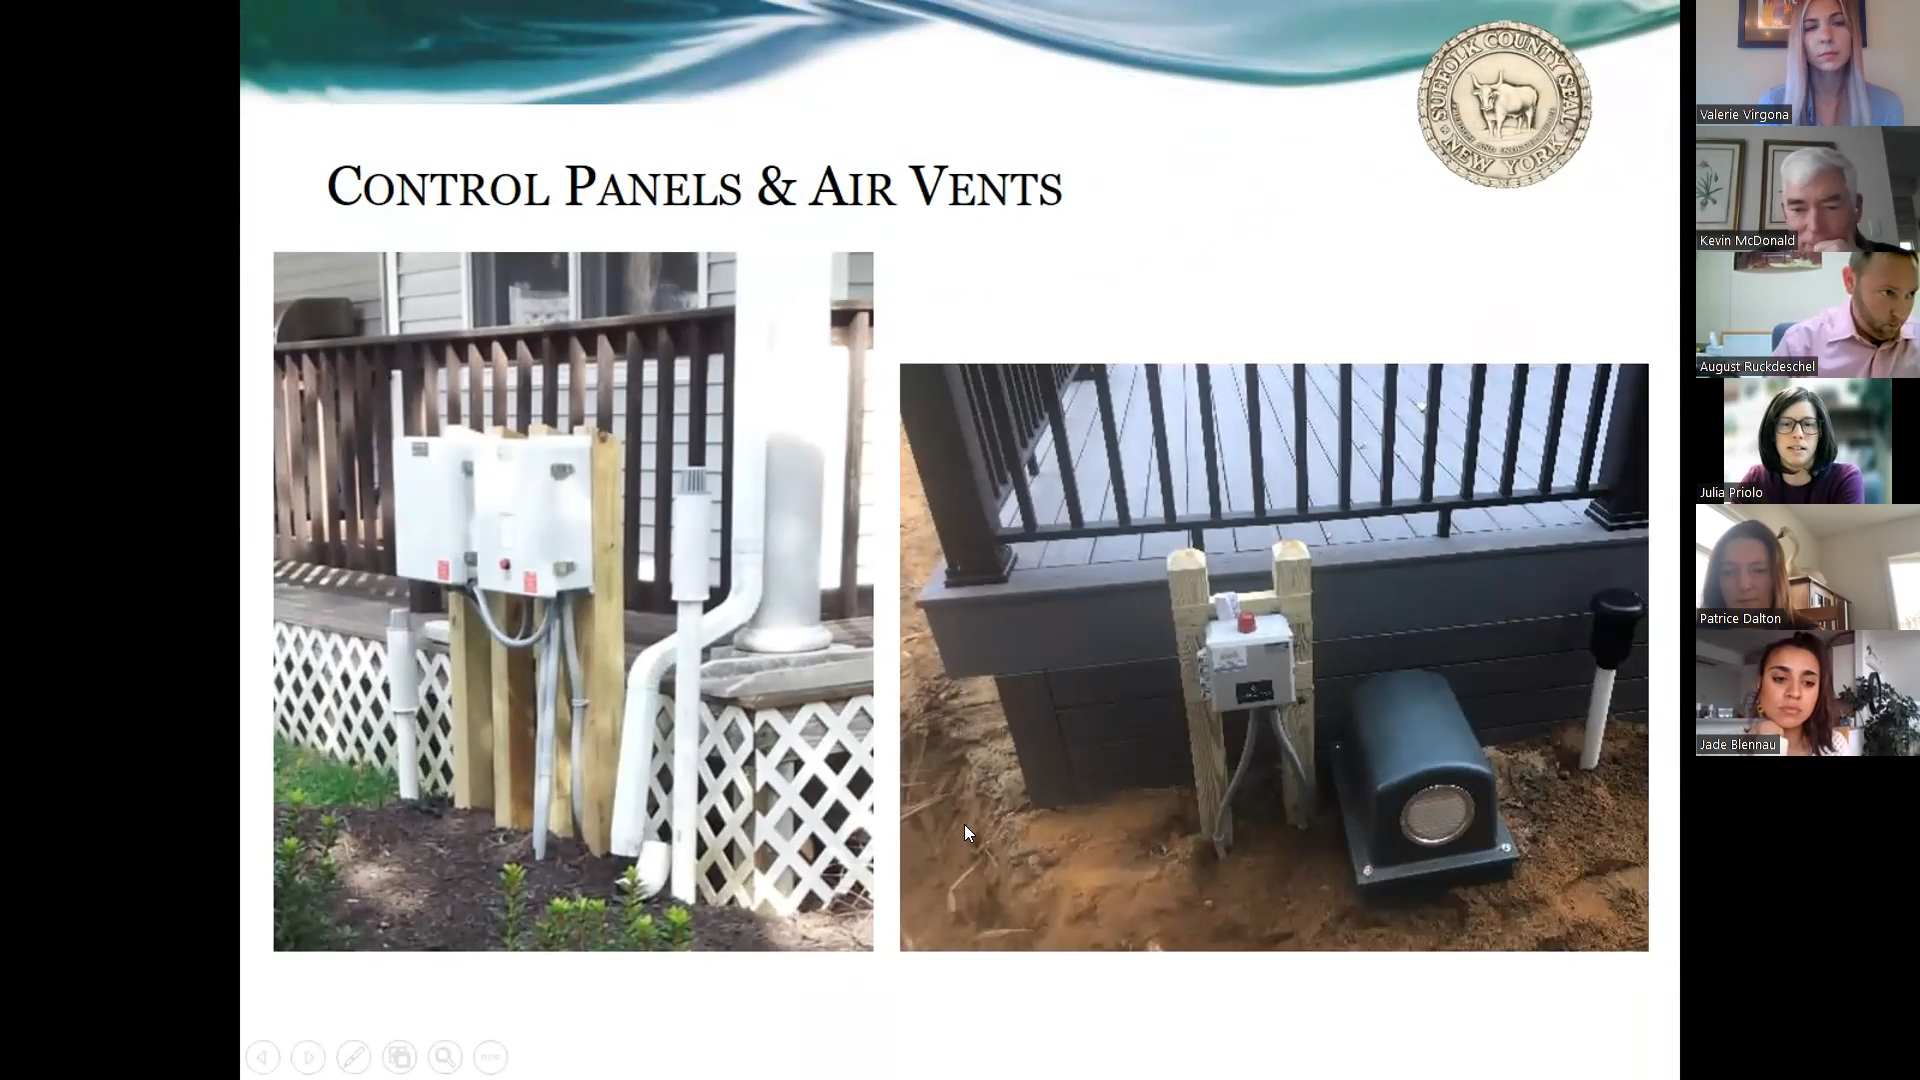 CONTROL PANELS & AIR VENTS
SUFFOLK COUNTY SEAL
NEW YORK
Valerie Virgona
Kevin McDonald
August Ruckdeschel
Julia Priolo
Patrice Dalton
Jade Blennau